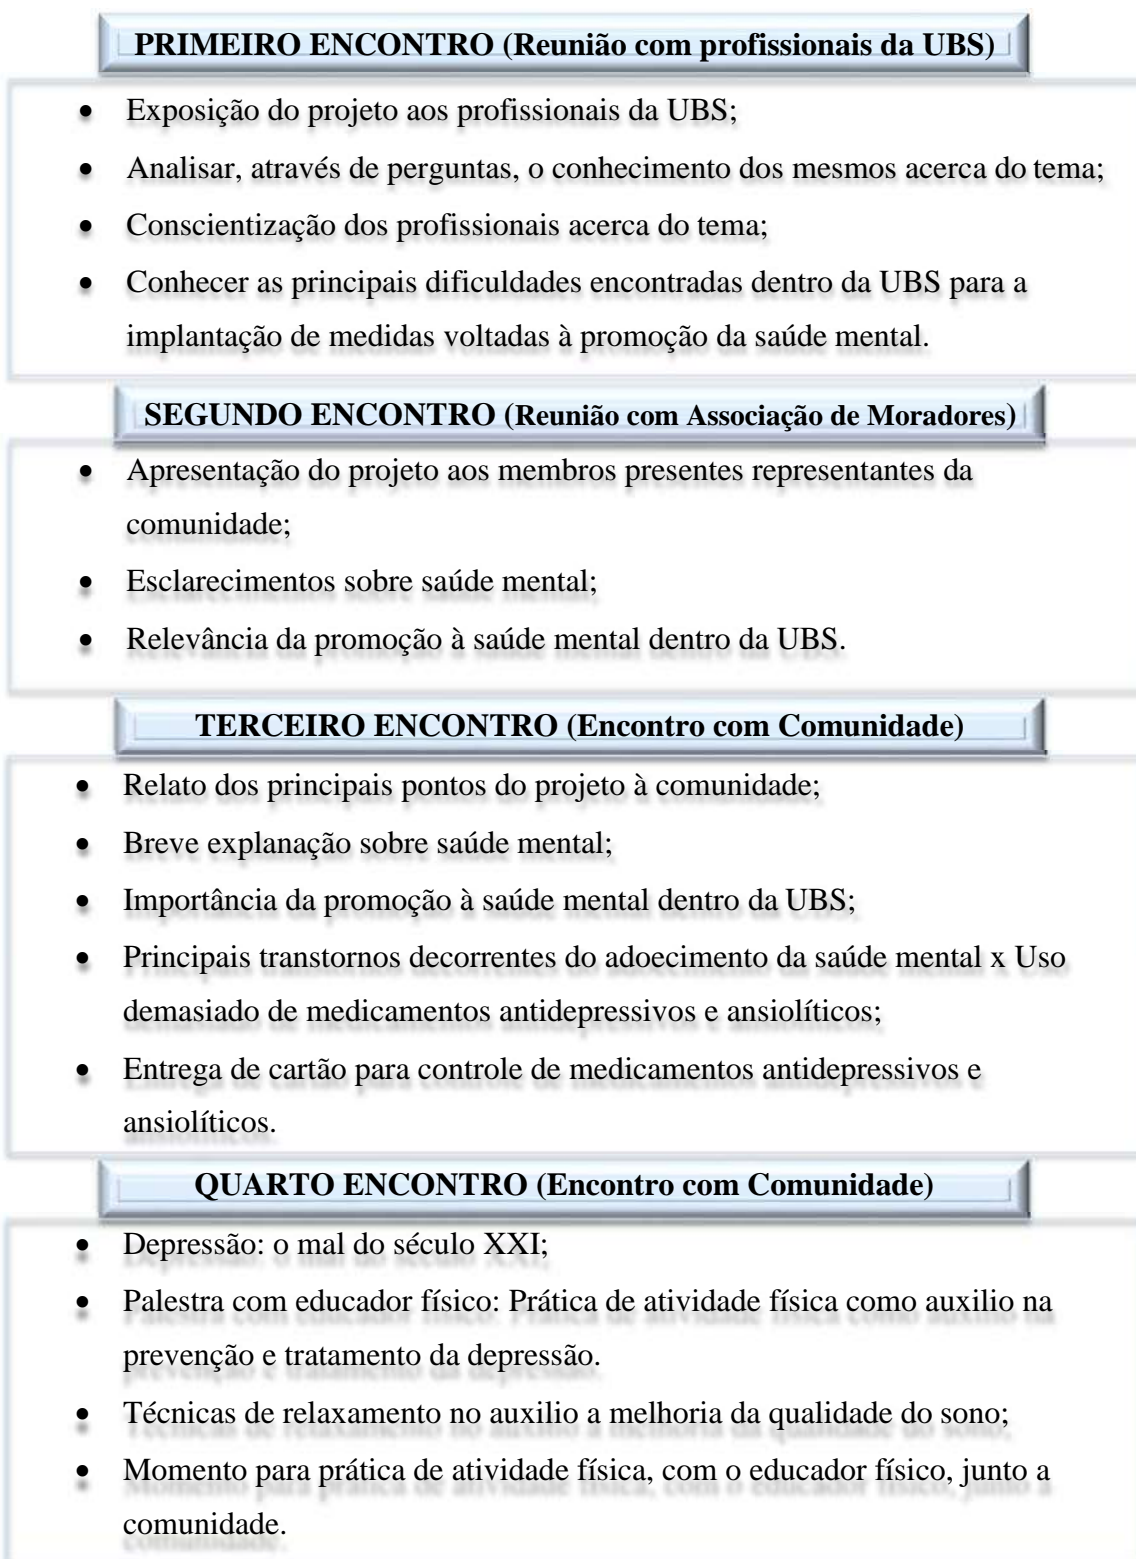 PRIMEIRO ENCONTRO (Reunião com profissionais da UBS)
• Exposição do projeto aos profissionais da UBS;
• Analisar, através de perguntas, o conhecimento dos mesmos acerca do tema;
• Conscientização dos profissionais acerca do tema;
• Conhecer as principais dificuldades encontradas dentro da UBS para a
implantação de medidas voltadas à promoção da saúde mental.
SEGUNDO ENCONTRO (Reunião com Associação de Moradores)
• Apresentação do projeto aos membros presentes representantes da
comunidade;
• Esclarecimentos sobre saúde mental;
• Relevância da promoção à saúde mental dentro da UBS.
TERCEIRO ENCONTRO (Encontro com Comunidade)
• Relato dos principais pontos do projeto à comunidade;
• Breve explanação sobre saúde mental;
• Importância da promoção à saúde mental dentro da UBS;
• Principais transtornos decorrentes do adoecimento da saúde mental x Uso
demasiado de medicamentos antidepressivos e ansiolíticos;
• Entrega de cartão para controle de medicamentos antidepressivos e
ansiolíticos.
QUARTO ENCONTRO (Encontro com Comunidade)
• Depressão: o mal do século XXI;
• Palestra com educador físico: Prática de atividade física como auxilio na
prevenção e tratamento da depressão.
• Técnicas de relaxamento no auxilio a melhoria da qualidade do sono;
• Momento para prática de atividade física, com o educador físico, junto a
comunidade.